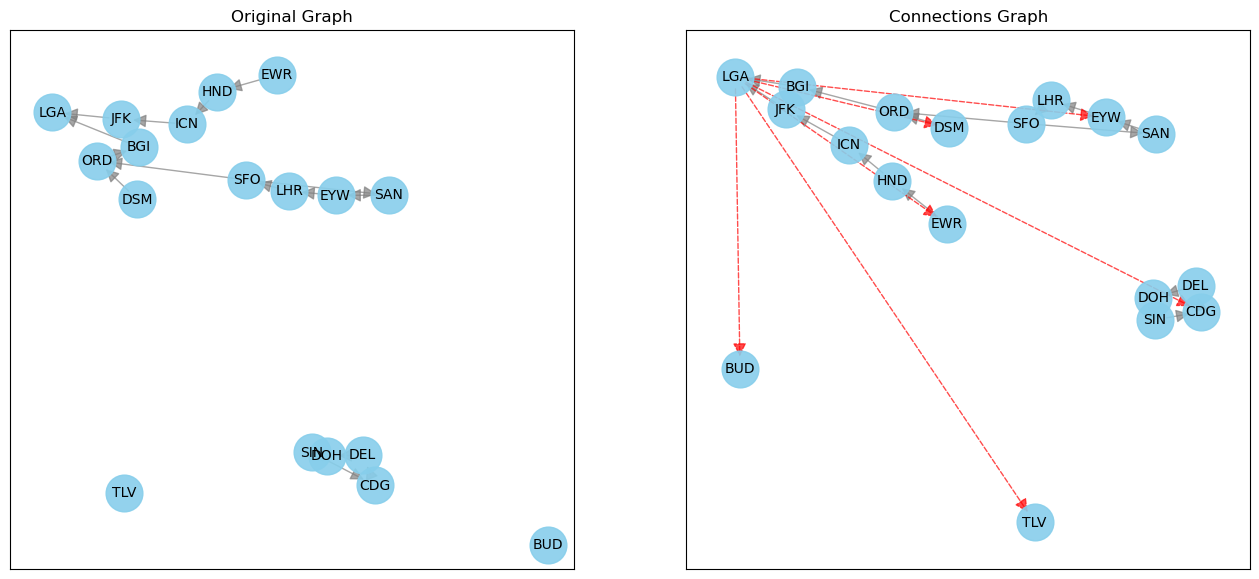 Original Graph
EWR
HND
LGA
JFK
ICN
BGI
ORD
SFO
LHR
EYW
SAN
DSM
SIN
DOH
DEL
CDG
TLV
BUD
Connections Graph
LGA
BGI
JFK
ORD
DSM
LHR
SFO
EYW
SAN
ICN
HND
EWR
DEL
DOH
CDG
SIN
BUD
TLV